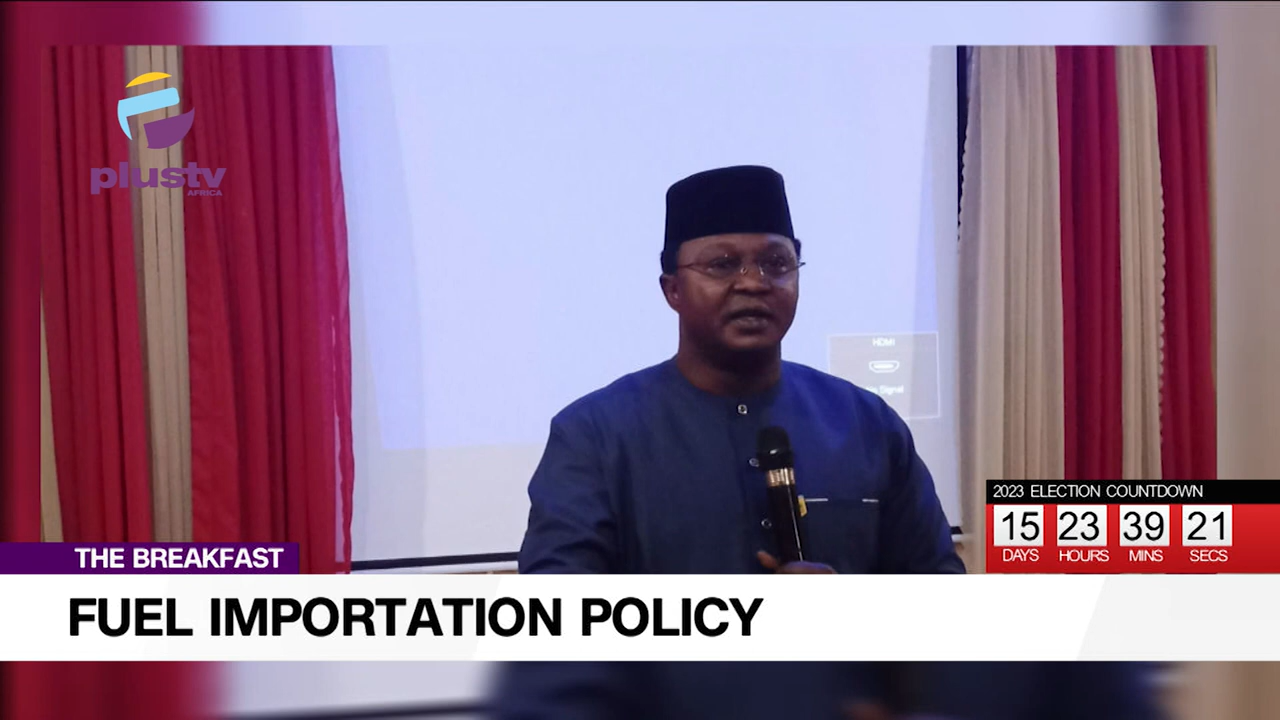 plustv
AFRICA
HDMI
Signal
2023 ELECTION COUNTDOWN
15 23 39 21
DAYS HOURS MINS SECS
THE BREAKFAST
FUEL IMPORTATION POLICY